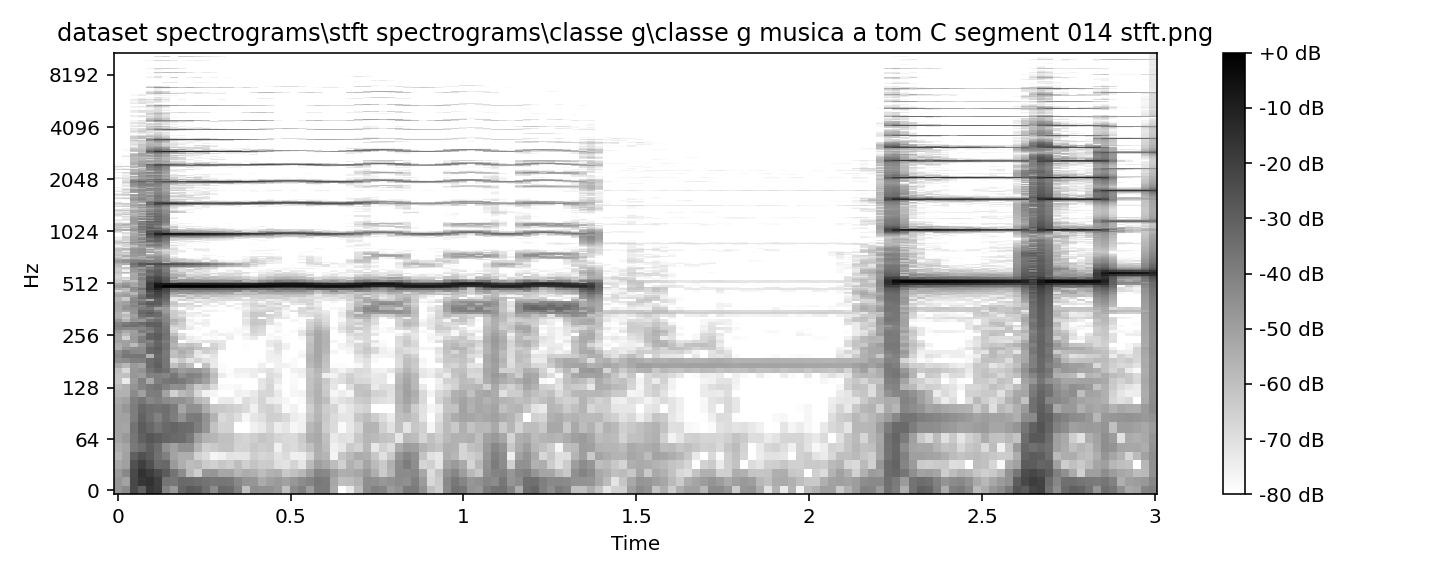 dataset spectrograms\stft spectrograms\classe g\classe g musica a tom C segment 014 stft.png
8192
4096
2048
1024
512
256
128
64
0
Hz
0
0.5
1
1.5
2
2.5
3
Time
+0 dB
-10 dB
-20 dB
-30 dB
-40 dB
-50 dB
-60 dB
-70 dB
-80 dB